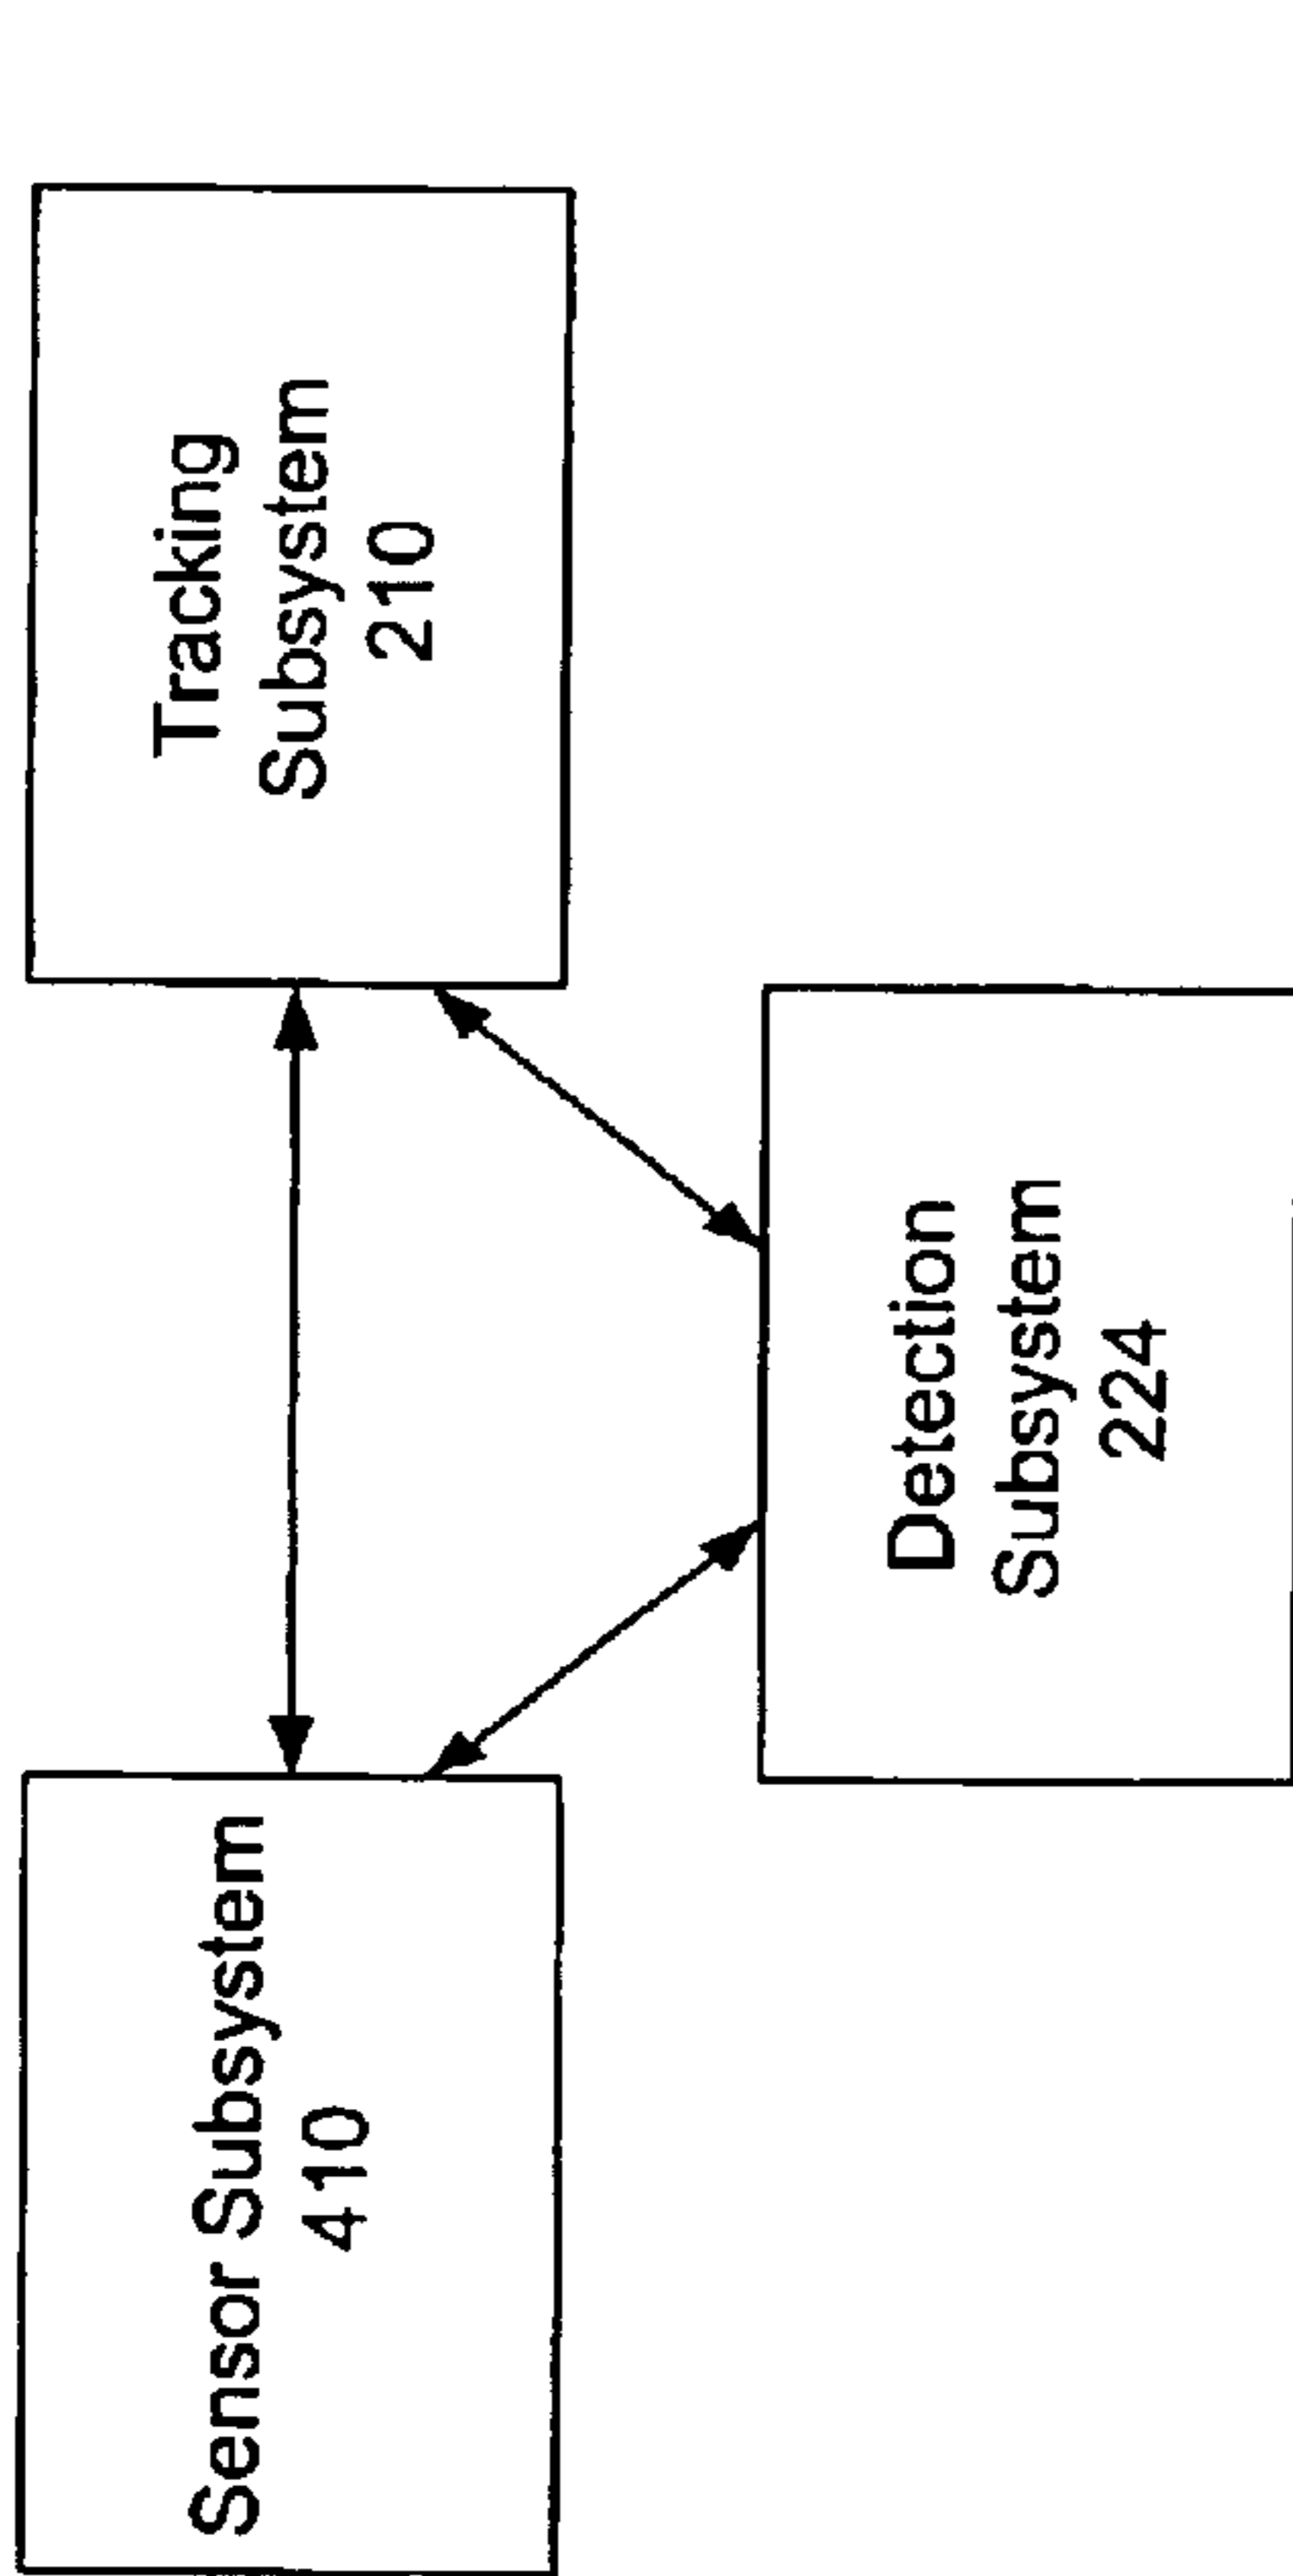 Sensor Subsystem
410
Tracking
Subsystem
210
Detection
Subsystem
224